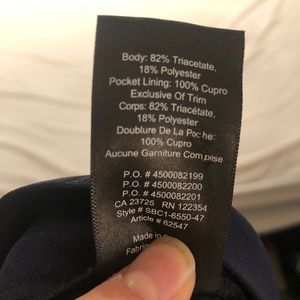 Body: 82% Triacetate,
18% Polyester
Pocket Lining: 100% Cupro
Exclusive Of Trim
Corps: 82% Triacétate,
18% Polyester
Doublure De La Poche:
100% Cupro
Aucune Garniture Comprise
P.O. # 4500082199
P.O. # 4500082200
P.O. # 4500082201
CA 23725 RN 122354
Style # SBC1-6550-47
Article # 62547
Made in